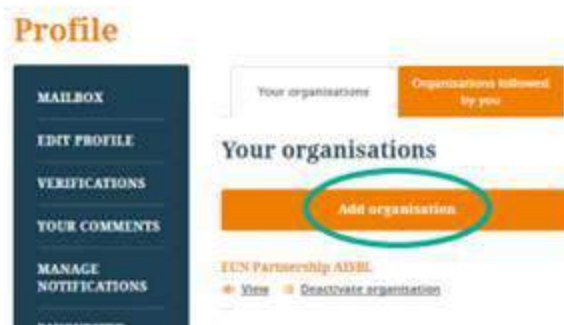 Profile
MAILBOX
EDIT PROFILE
VERIFICATIONS
YOUR COMMENTS
MANAGE
NOTIFICATIONS
Your organisations
Organisations followed
by you
Your organisations
Add organisation
EUN Partnership AISBL
View
Deactivate organisation